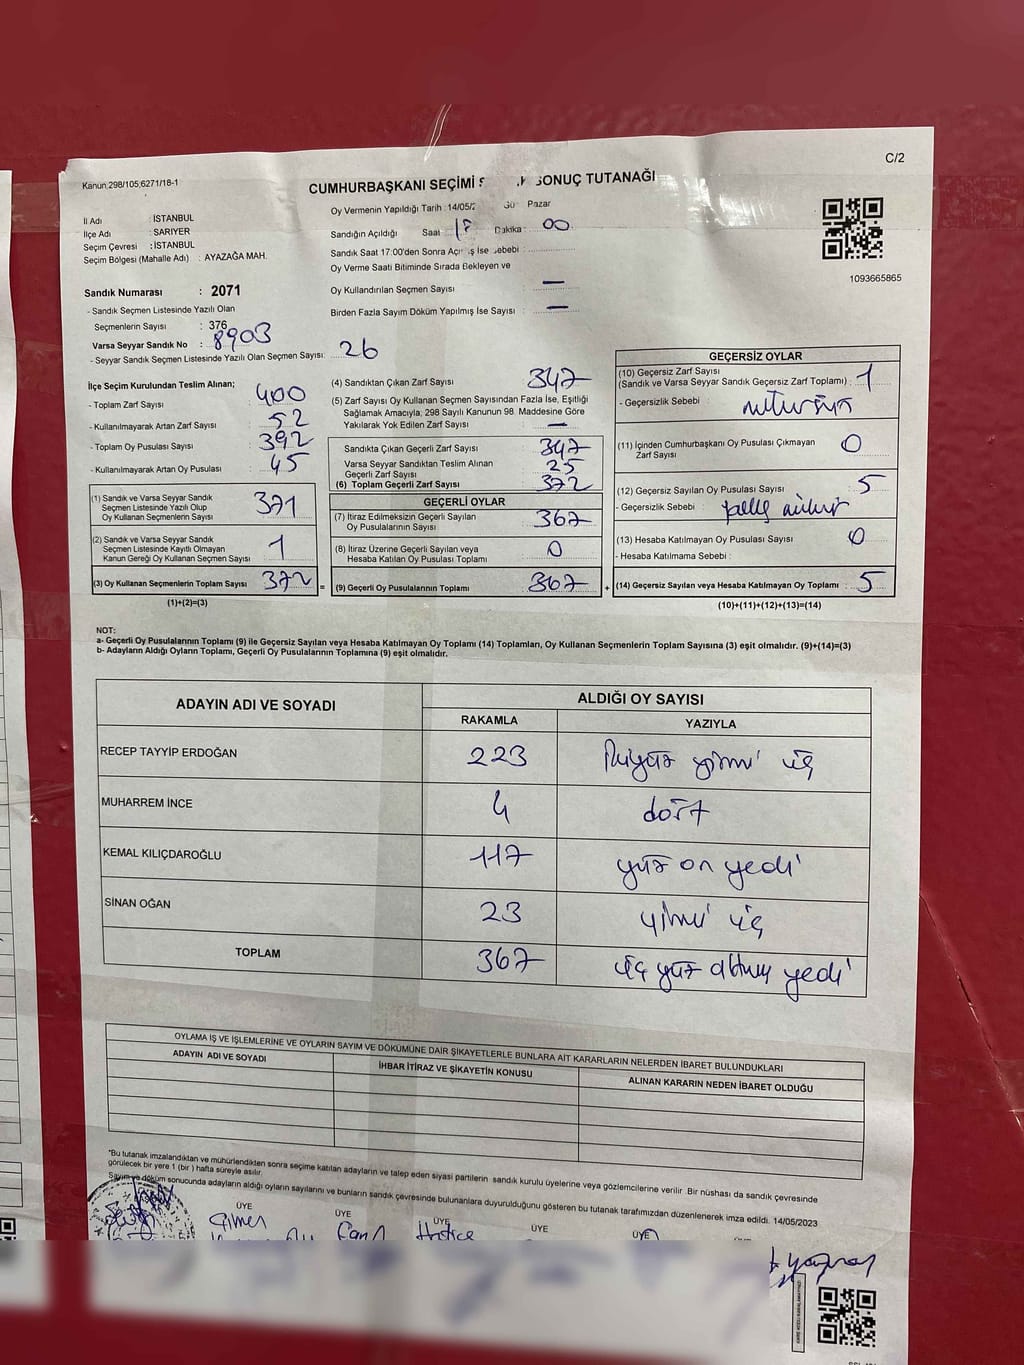 C/2
Kanun:298/105,6271/18-1
CUMHURBAŞKANI SEÇİMİ SONUÇ TUTANAĞI
İl Adı : İSTANBUL
İlçe Adı : SARIYER
Seçim Çevresi : İSTANBUL
Seçim Bölgesi (Mahalle Adı) : AYAZAĞA MAH.
Oy Vermenin Yapıldığı Tarih : 14/05/2 Pazar
Sandığın Açıldığı Saat 18 Dakika : 00
Sandık Saat 17:00'den Sonra Açı ş İse Sebebi :
Oy Verme Saati Bitiminde Sırada Bekleyen ve
Oy Kullandırılan Seçmen Sayısı : —
Birden Fazla Sayım Döküm Yapılmış İse Sayısı : —
1093665865
Sandık Numarası : 2071
- Sandık Seçmen Listesinde Yazılı Olan
Seçmenlerin Sayısı : 376
Varsa Seyyar Sandık No : 8903
- Seyyar Sandık Seçmen Listesinde Yazılı Olan Seçmen Sayısı: 26
İlçe Seçim Kurulundan Teslim Alınan;
- Toplam Zarf Sayısı : 400
- Kullanılmayarak Artan Zarf Sayısı : 52
- Toplam Oy Pusulası Sayısı : 392
- Kullanılmayarak Artan Oy Pusulası : 45
(1) Sandık ve Varsa Seyyar Sandık
Seçmen Listesinde Yazılı Olup
Oy Kullanan Seçmenlerin Sayısı : 371
(2) Sandık ve Varsa Seyyar Sandık
Seçmen Listesinde Kayıtlı Olmayan
Kanun Gereği Oy Kullanan Seçmen Sayısı : 1
(3) Oy Kullanan Seçmenlerin Toplam Sayısı : 372 =
(1)+(2)=(3)
(4) Sandıktan Çıkan Zarf Sayısı : 347
(5) Zarf Sayısı Oy Kullanan Seçmen Sayısından Fazla İse, Eşitliği
Sağlamak Amacıyla, 298 Sayılı Kanunun 98. Maddesine Göre
Yakılarak Yok Edilen Zarf Sayısı : —
Sandıkta Çıkan Geçerli Zarf Sayısı : 347
Varsa Seyyar Sandıktan Teslim Alınan
Geçerli Zarf Sayısı : 25
(6) Toplam Geçerli Zarf Sayısı : 372
GEÇERLİ OYLAR
(7) İtiraz Edilmeksizin Geçerli Sayılan
Oy Pusulalarının Sayısı : 367
(8) İtiraz Üzerine Geçerli Sayılan veya
Hesaba Katılan Oy Pusulası Toplamı : 0
(9) Geçerli Oy Pusulalarının Toplamı : 367 +
GEÇERSİZ OYLAR
(10) Geçersiz Zarf Sayısı
(Sandık ve Varsa Seyyar Sandık Geçersiz Zarf Toplamı) : 1
- Geçersizlik Sebebi :
(11) İçinden Cumhurbaşkanı Oy Pusulası Çıkmayan
Zarf Sayısı : 0
(12) Geçersiz Sayılan Oy Pusulası Sayısı : 5
- Geçersizlik Sebebi :
(13) Hesaba Katılmayan Oy Pusulası Sayısı : 0
- Hesaba Katılmama Sebebi :
(14) Geçersiz Sayılan veya Hesaba Katılmayan Oy Toplamı : 5
(10)+(11)+(12)+(13)=(14)
NOT:
a- Geçerli Oy Pusulalarının Toplamı (9) ile Geçersiz Sayılan veya Hesaba Katılmayan Oy Toplamı (14) Toplamları, Oy Kullanan Seçmenlerin Toplam Sayısına (3) eşit olmalıdır. (9)+(14)=(3)
b- Adayların Aldığı Oyların Toplamı, Geçerli Oy Pusulalarının Toplamına (9) eşit olmalıdır.
ADAYIN ADI VE SOYADI ALDIĞI OY SAYISI
RAKAMLA YAZIYLA
RECEP TAYYİP ERDOĞAN 223 ikiyüz yirmi üç
MUHARREM İNCE 4 dört
KEMAL KILIÇDAROĞLU 117 yüz on yedi
SİNAN OĞAN 23 yirmi üç
TOPLAM 367 üç yüz altmış yedi
OYLAMA İŞ VE İŞLEMLERİNE VE OYLARIN SAYIM VE DÖKÜMÜNE DAİR ŞİKAYETLERLE BUNLARA AİT KARARLARIN NELERDEN İBARET BULUNDUKLARI
ADAYIN ADI VE SOYADI İHBAR İTİRAZ VE ŞİKAYETİN KONUSU ALINAN KARARIN NEDEN İBARET OLDUĞU
"Bu tutanak imzalandıktan ve mühürlendikten sonra seçime katılan adayların ve talep eden siyasi partilerin sandık kurulu üyelerine veya gözlemcilerine verilir. Bir nüshası da sandık çevresinde
görülecek bir yere 1 (bir) hafta süreyle asılır.
Sayım ve döküm sonucunda adayların aldığı oyların sayılarını ve bunların sandık çevresinde bulunanlara duyurulduğunu gösteren bu tutanak tarafımızdan düzenlenerek imza edildi. 14/05/2023
ÜYE ÜYE ÜYE ÜYE ÜYE
Hatice